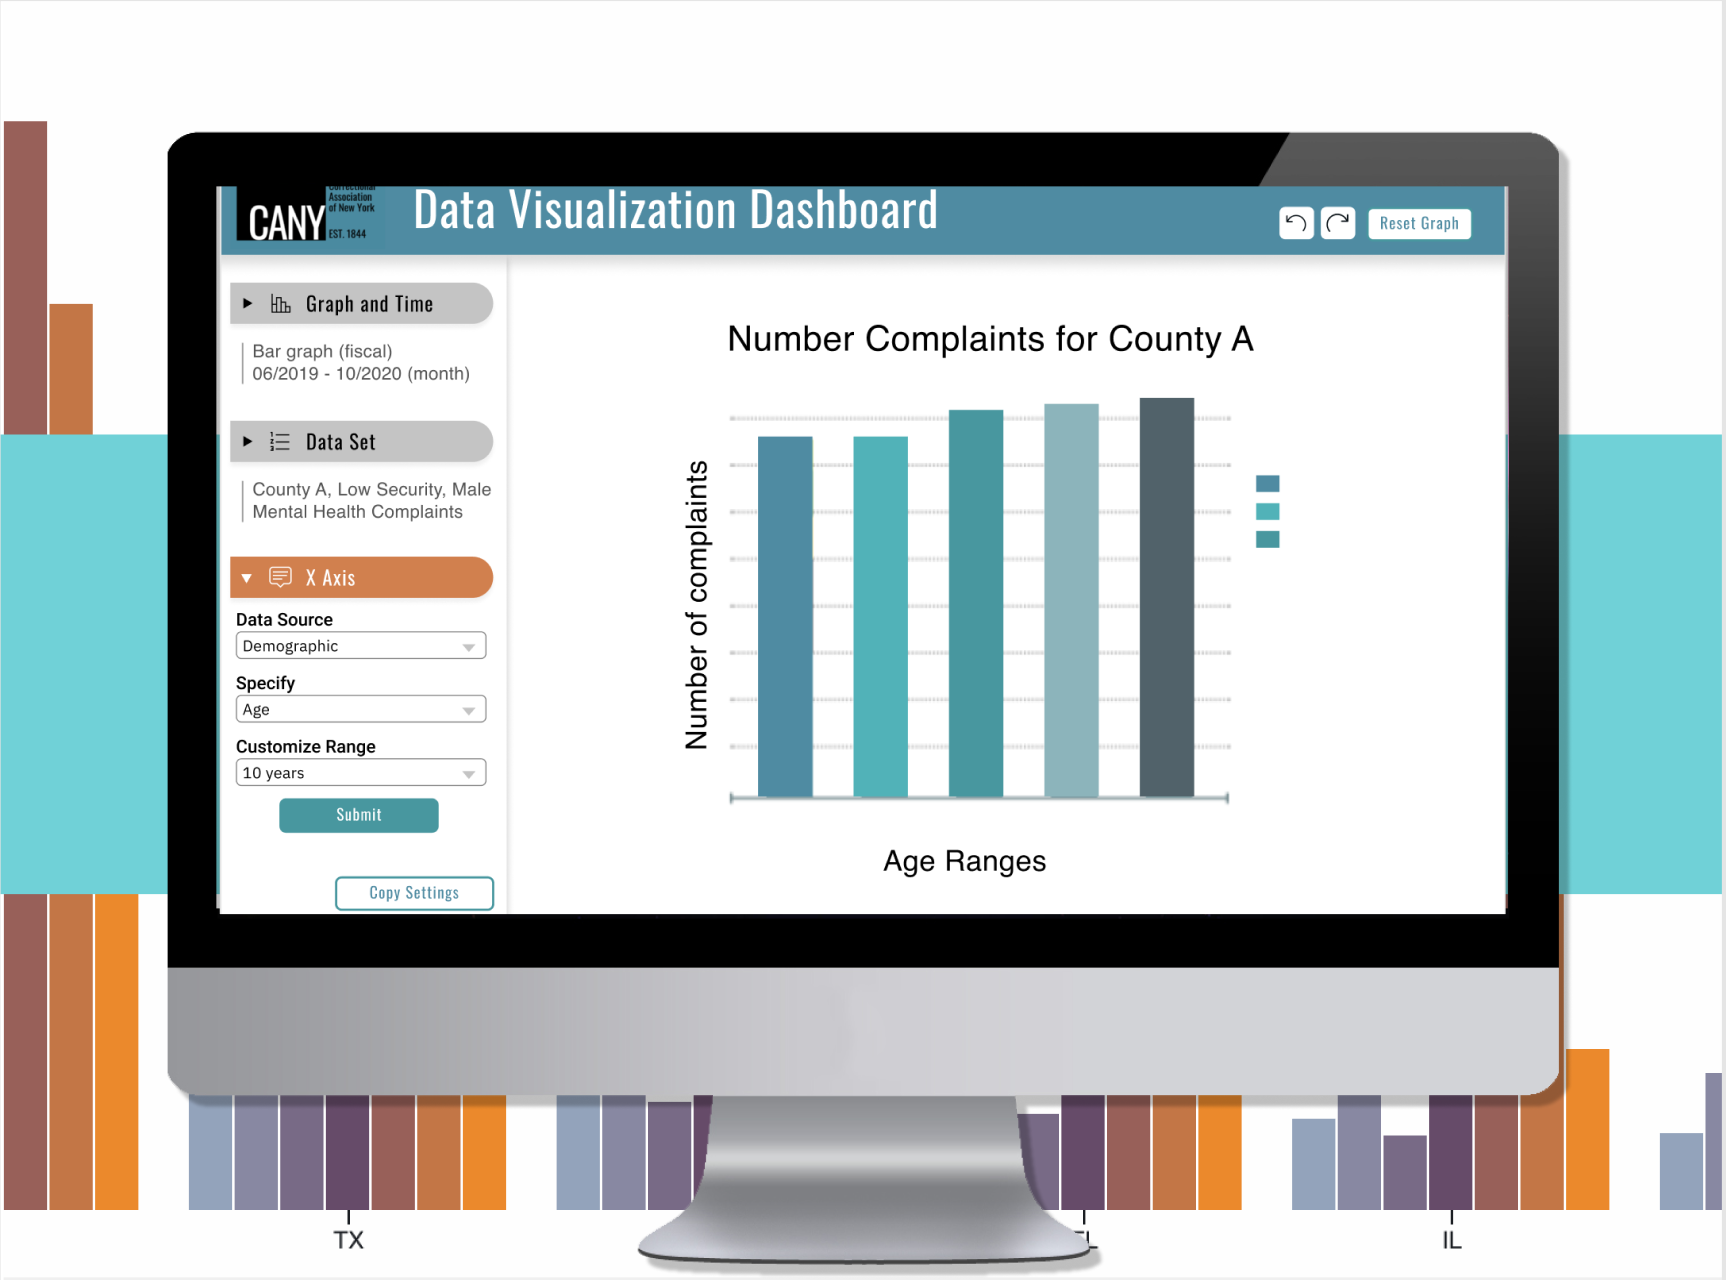 Correctional
Association
of New York
CANY
EST. 1844
Data Visualization Dashboard
Reset Graph
Graph and Time
Bar graph (fiscal)
06/2019 - 10/2020 (month)
Data Set
County A, Low Security, Male
Mental Health Complaints
X Axis
Data Source
Demographic
Specify
Age
Customize Range
10 years
Submit
Copy Settings
Number Complaints for County A
Number of complaints
Age Ranges
TX
IL